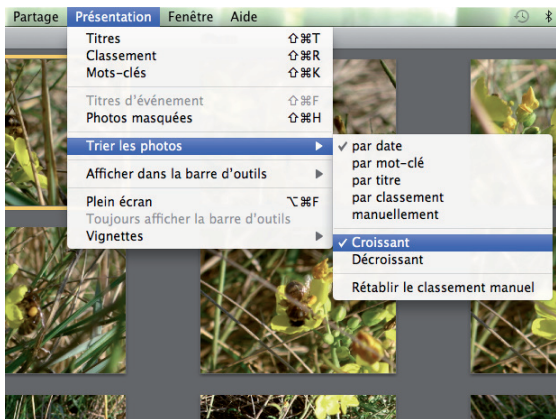 Partage Présentation Fenêtre Aide
Titres ⇧⌘T
Classement ⇧⌘R
Mots-clés ⇧⌘K
Titres d'événement ⇧⌘F
Photos masquées ⇧⌘H
Trier les photos
Afficher dans la barre d'outils
Plein écran ⌥⌘F
Toujours afficher la barre d'outils
Vignettes
✓ par date
par mot-clé
par titre
par classement
manuellement
✓ Croissant
Décroissant
Rétablir le classement manuel